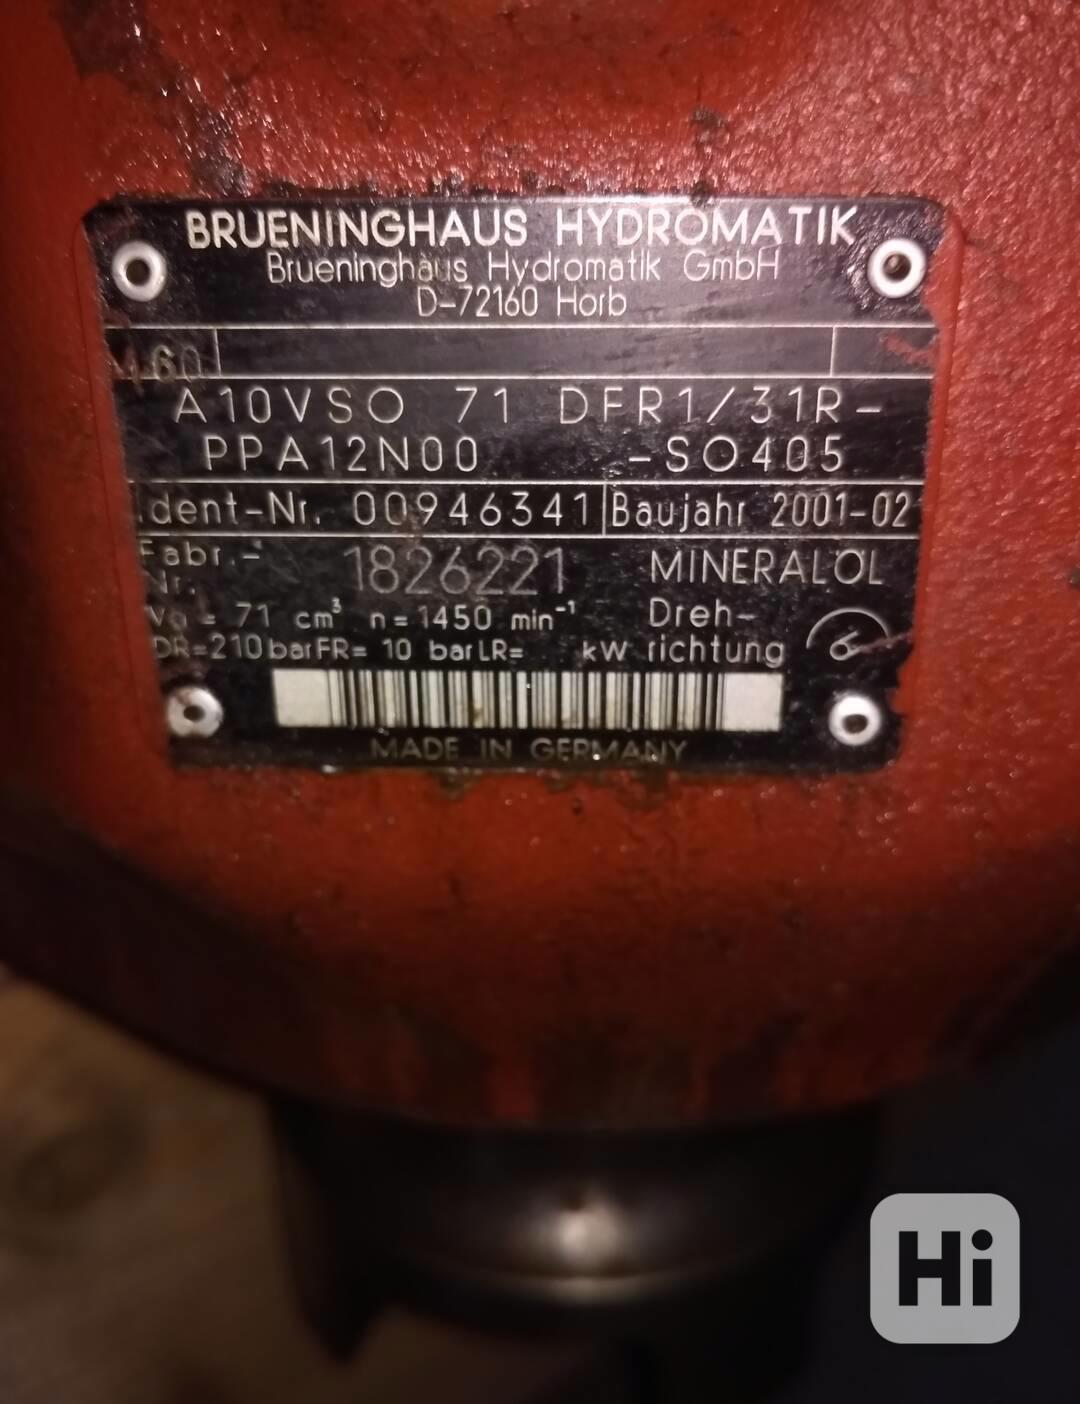 BRUENINGHAUS HYDROMATIK
Brueninghaus Hydromatik GmbH
D-72160 Horb
160
A10VSO 71 DFR1/31R-
PPA12N00 -SO405
Ident-Nr. 00946341 Baujahr 2001-02
Fabr.-Nr. 1826221 MINERALÖL
Vg = 71 cm³ n=1450 min⁻¹ Dreh-
DR=210bar FR= 10 bar LR= kW richtung
MADE IN GERMANY
Hi